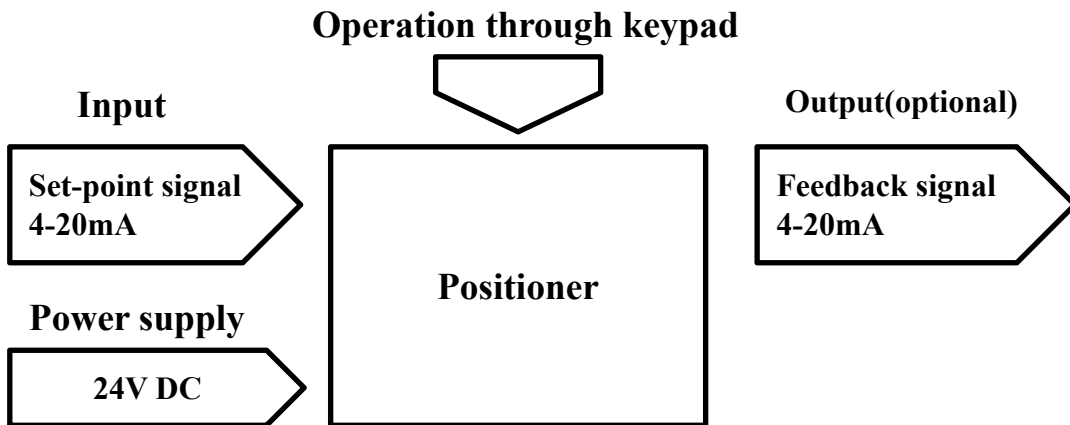 Operation through keypad
Input
Output(optional)
Set-point signal
4-20mA
Feedback signal
4-20mA
Positioner
Power supply
24V DC